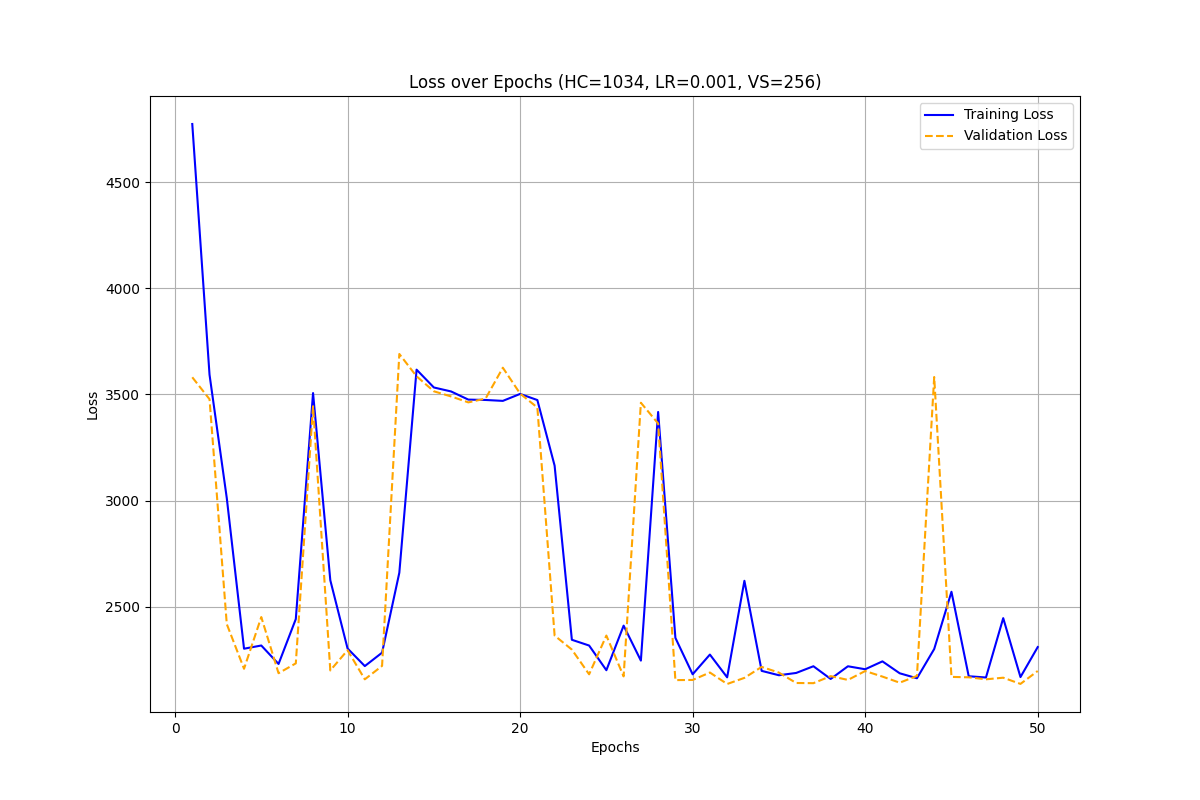 Loss over Epochs (HC=1034, LR=0.001, VS=256)
Training Loss
Validation Loss
4500
4000
3500
3000
2500
Loss
0 10 20 30 40 50
Epochs